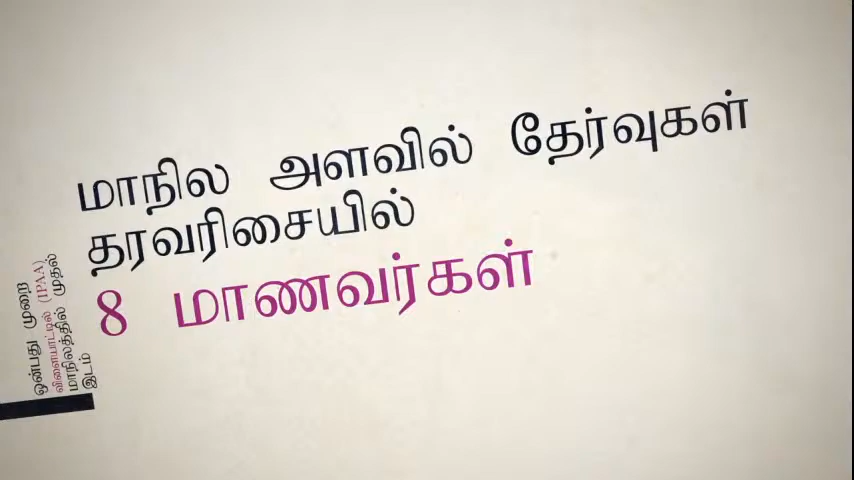 மாநில அளவில் தேர்வுகள்
தரவரிசையில்
8 மாணவர்கள்
ஒன்பது முறை
விளையாட்டில் (IPAA)
மாநிலத்தில் முதல்
இடம்